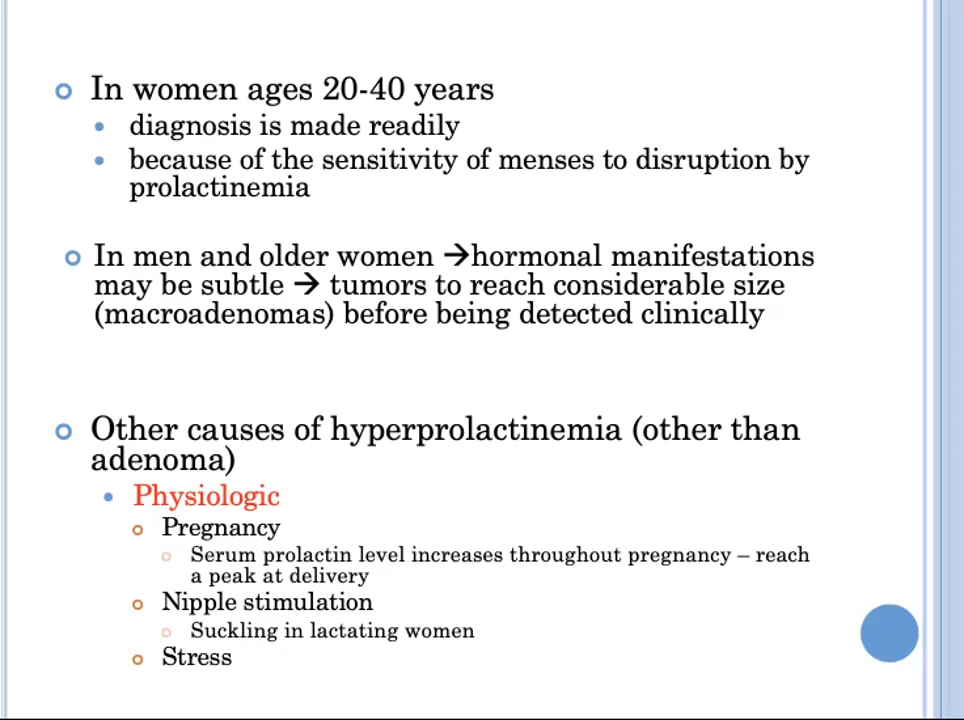 In women ages 20-40 years
diagnosis is made readily
because of the sensitivity of menses to disruption by
prolactinemia
In men and older women →hormonal manifestations
may be subtle → tumors to reach considerable size
(macroadenomas) before being detected clinically
Other causes of hyperprolactinemia (other than
adenoma)
Physiologic
Pregnancy
Serum prolactin level increases throughout pregnancy – reach
a peak at delivery
Nipple stimulation
Suckling in lactating women
Stress